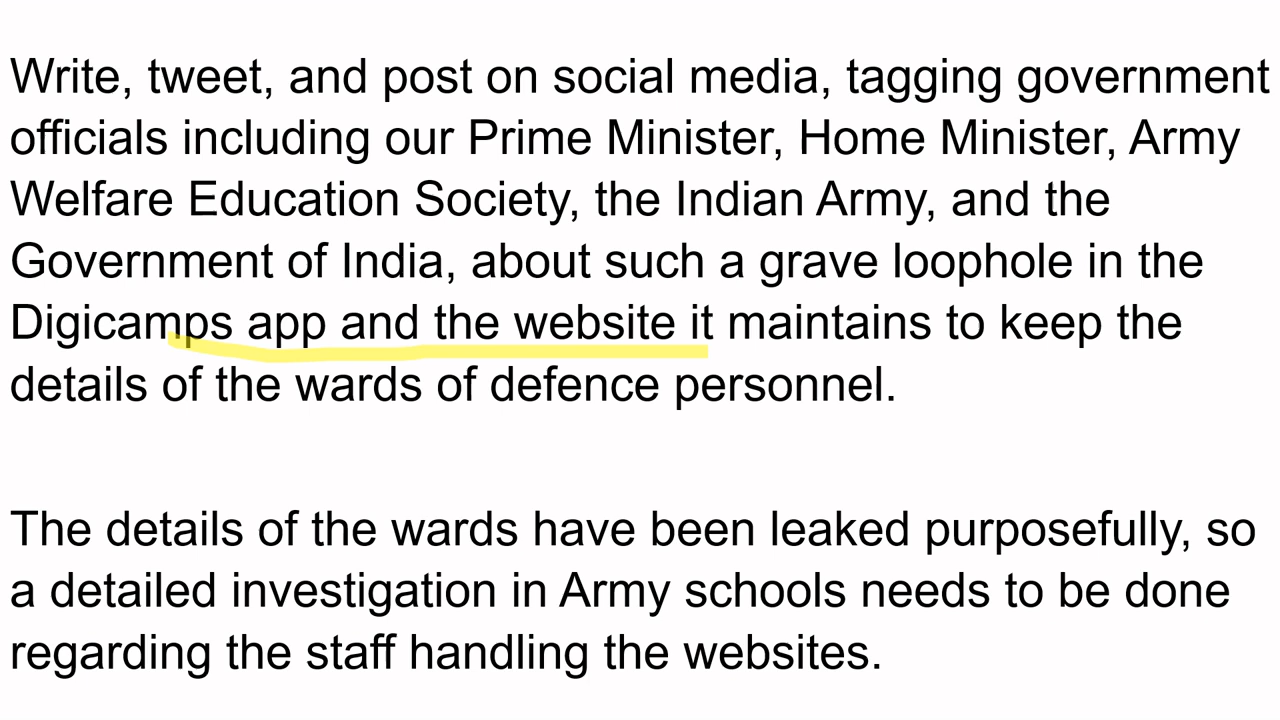 Write, tweet, and post on social media, tagging government
officials including our Prime Minister, Home Minister, Army
Welfare Education Society, the Indian Army, and the
Government of India, about such a grave loophole in the
Digicamps app and the website it maintains to keep the
details of the wards of defence personnel.
The details of the wards have been leaked purposefully, so
a detailed investigation in Army schools needs to be done
regarding the staff handling the websites.